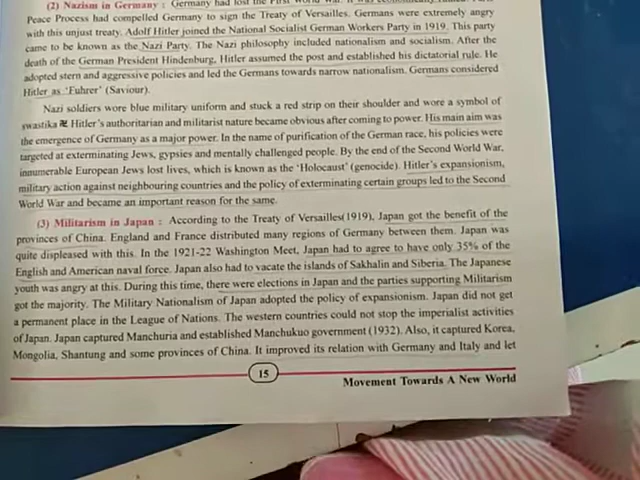 (2) Nazism in Germany : Germany had lost the First World War. It was economically
Peace Process had compelled Germany to sign the Treaty of Versailles. Germans were extremely angry
with this unjust treaty. Adolf Hitler joined the National Socialist German Workers Party in 1919. This party
came to be known as the Nazi Party. The Nazi philosophy included nationalism and socialism. After the
death of the German President Hindenburg, Hitler assumed the post and established his dictatorial rule. He
adopted stern and aggressive policies and led the Germans towards narrow nationalism. Germans considered
Hitler as 'Fuhrer' (Saviour).
Nazi soldiers wore blue military uniform and stuck a red strip on their shoulder and wore a symbol of
swastika 卍 Hitler's authoritarian and militarist nature became obvious after coming to power. His main aim was
the emergence of Germany as a major power. In the name of purification of the German race, his policies were
targeted at exterminating Jews, gypsies and mentally challenged people. By the end of the Second World War,
innumerable European Jews lost lives, which is known as the 'Holocaust' (genocide). Hitler's expansionism,
military action against neighbouring countries and the policy of exterminating certain groups led to the Second
World War and became an important reason for the same.
(3) Militarism in Japan : According to the Treaty of Versailles(1919), Japan got the benefit of the
provinces of China. England and France distributed many regions of Germany between them. Japan was
quite displeased with this. In the 1921-22 Washington Meet, Japan had to agree to have only 35% of the
English and American naval force. Japan also had to vacate the islands of Sakhalin and Siberia. The Japanese
youth was angry at this. During this time, there were elections in Japan and the parties supporting Militarism
got the majority. The Military Nationalism of Japan adopted the policy of expansionism. Japan did not get
a permanent place in the League of Nations. The western countries could not stop the imperialist activities
of Japan. Japan captured Manchuria and established Manchukuo government (1932). Also, it captured Korea,
Mongolia, Shantung and some provinces of China. It improved its relation with Germany and Italy and let
15
Movement Towards A New World